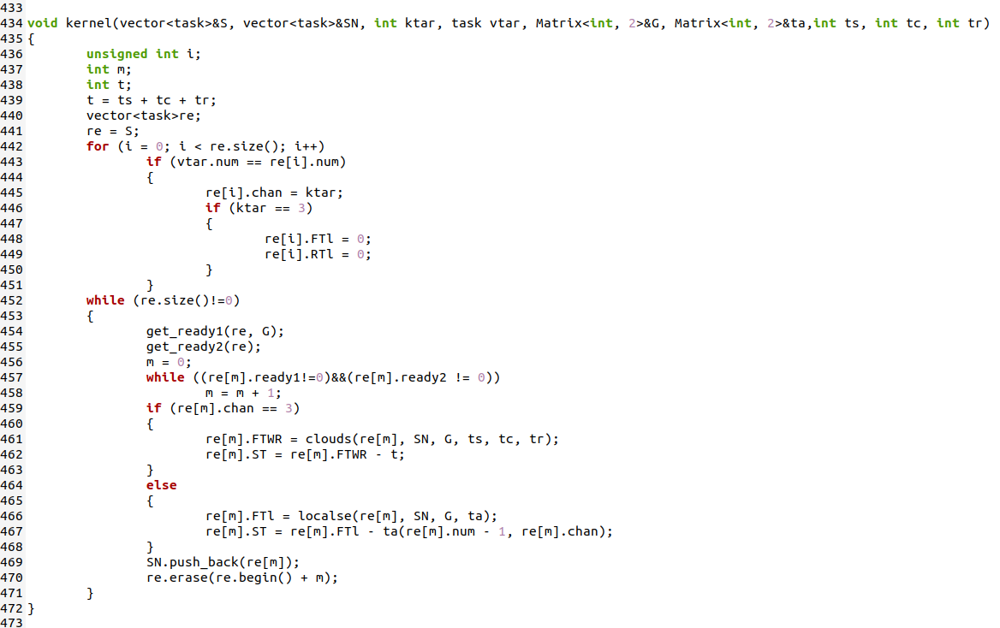 433
434 void kernel(vector<task>&S, vector<task>&SN, int ktar, task vtar, Matrix<int, 2>&G, Matrix<int, 2>&ta,int ts, int tc, int tr)
435 {
436         unsigned int i;
437         int m;
438         int t;
439         t = ts + tc + tr;
440         vector<task>re;
441         re = S;
442         for (i = 0; i < re.size(); i++)
443                 if (vtar.num == re[i].num)
444                 {
445                         re[i].chan = ktar;
446                         if (ktar == 3)
447                         {
448                                 re[i].FTl = 0;
449                                 re[i].RTl = 0;
450                         }
451                 }
452         while (re.size()!=0)
453         {
454                 get_ready1(re, G);
455                 get_ready2(re);
456                 m = 0;
457                 while ((re[m].ready1!=0)&&(re[m].ready2 != 0))
458                         m = m + 1;
459                 if (re[m].chan == 3)
460                 {
461                         re[m].FTWR = clouds(re[m], SN, G, ts, tc, tr);
462                         re[m].ST = re[m].FTWR - t;
463                 }
464                 else
465                 {
466                         re[m].FTl = localse(re[m], SN, G, ta);
467                         re[m].ST = re[m].FTl - ta(re[m].num - 1, re[m].chan);
468                 }
469                 SN.push_back(re[m]);
470                 re.erase(re.begin() + m);
471         }
472 }
473